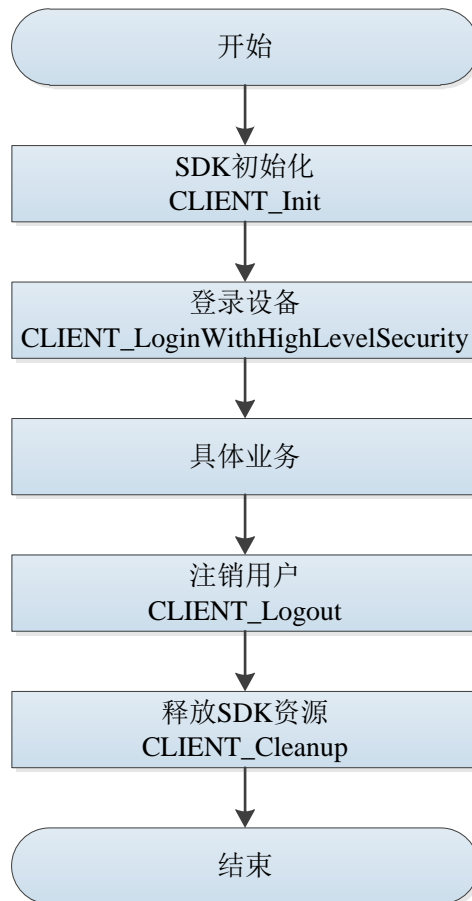 开始
SDK初始化
CLIENT_Init
登录设备
CLIENT_LoginWithHighLevelSecurity
具体业务
注销用户
CLIENT_Logout
释放SDK资源
CLIENT_Cleanup
结束